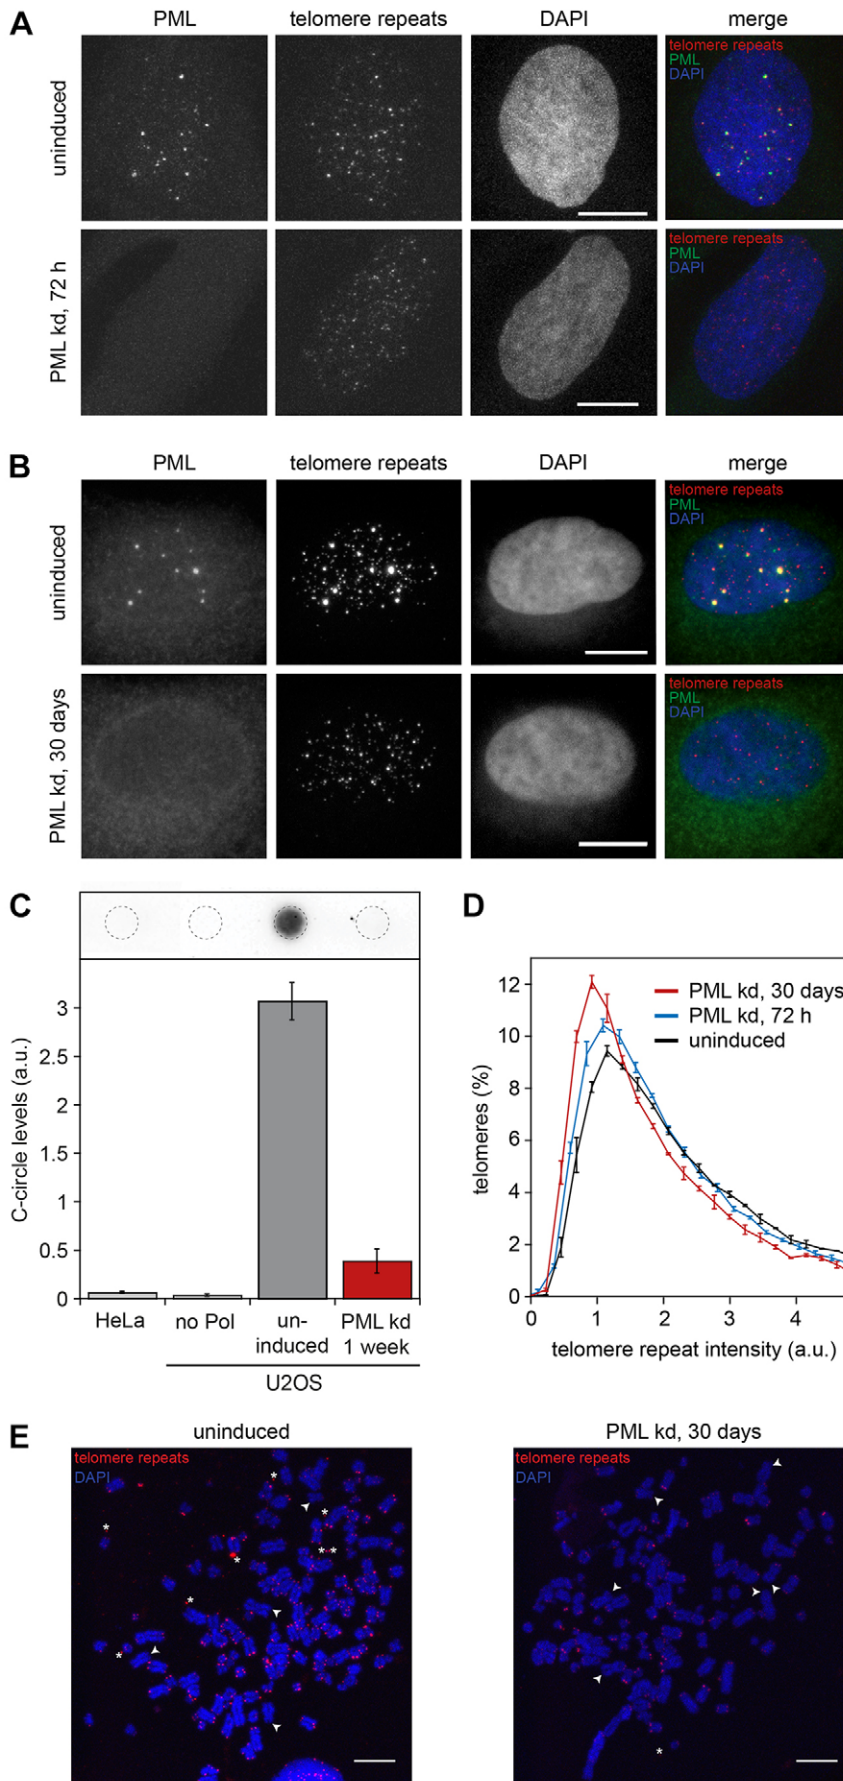 A
PML telomere repeats DAPI merge
uninduced
telomere repeats
PML
DAPI
PML kd, 72 h
telomere repeats
PML
DAPI
B
PML telomere repeats DAPI merge
uninduced
telomere repeats
PML
DAPI
PML kd, 30 days
telomere repeats
PML
DAPI
C
C-circle levels (a.u.)
3
2.5
2
1.5
1
0.5
0
HeLa no Pol un-induced PML kd 1 week
U2OS
D
telomeres (%)
12
10
8
6
4
2
0
PML kd, 30 days
PML kd, 72 h
uninduced
0 1 2 3 4
telomere repeat intensity (a.u.)
E
uninduced
telomere repeats
DAPI
* * * * * * * * *
PML kd, 30 days
telomere repeats
DAPI
*